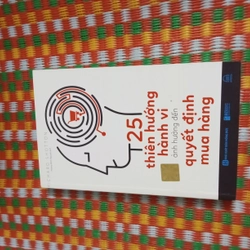 25
thiên hướng
hành vi
ảnh hưởng đến
quyết định
mua hàng